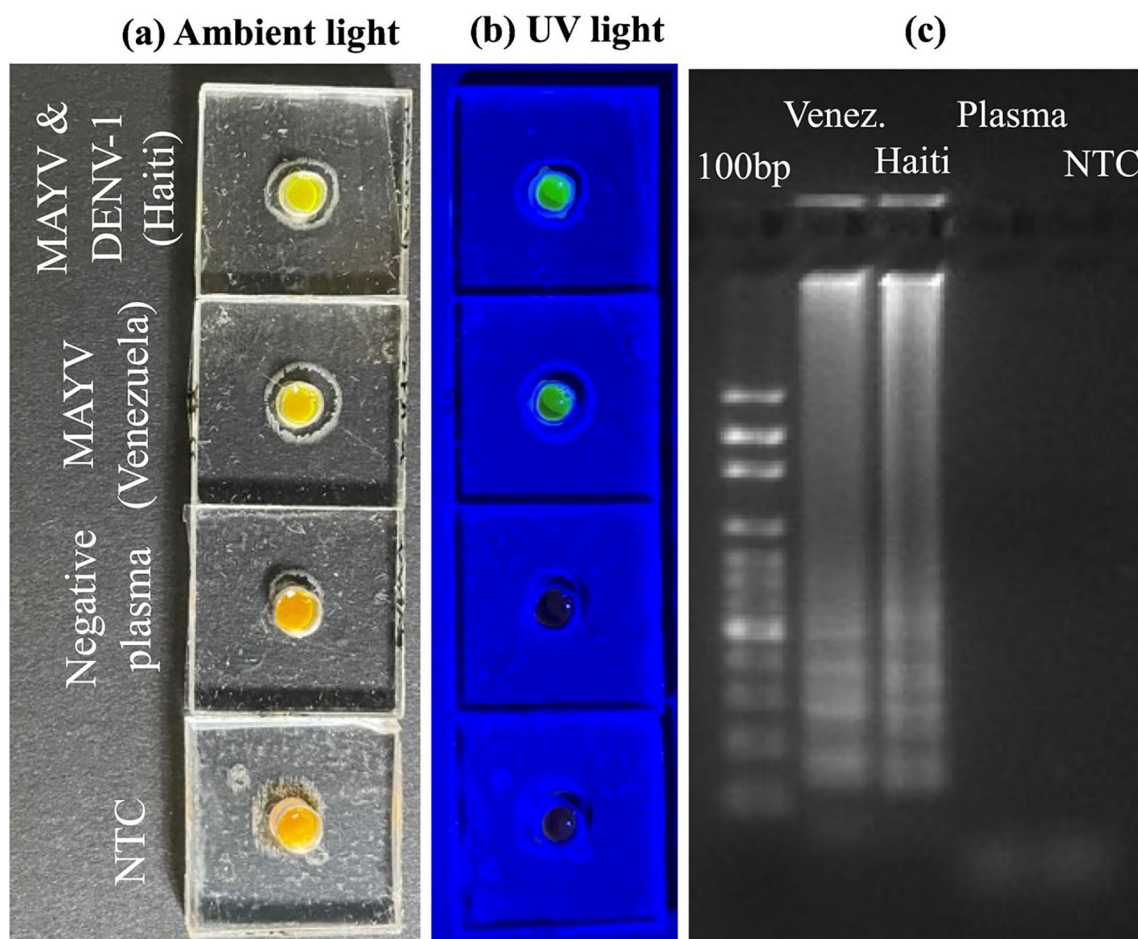 (a) Ambient light
(b) UV light
(c)
MAYV &
DENV-1
(Haiti)
MAYV
(Venezuela)
Negative
plasma
NTC
Venez.
Plasma
100bp
Haiti
NTC